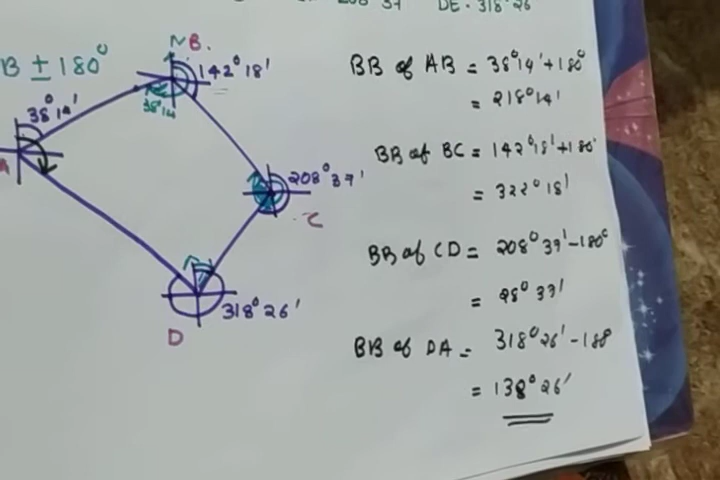 208°37' DE - 318°26'
B ± 180°
N B.
142°18'
38°14'
38°14
A
208°37'
C
318°26'
D
BB of AB = 38°14' + 180°
= 218°14'
BB of BC = 142°18' + 180°
= 322°18'
BB of CD = 208°37' - 180°
= 28°37'
BB of DA = 318°26' - 180
= 138°26'